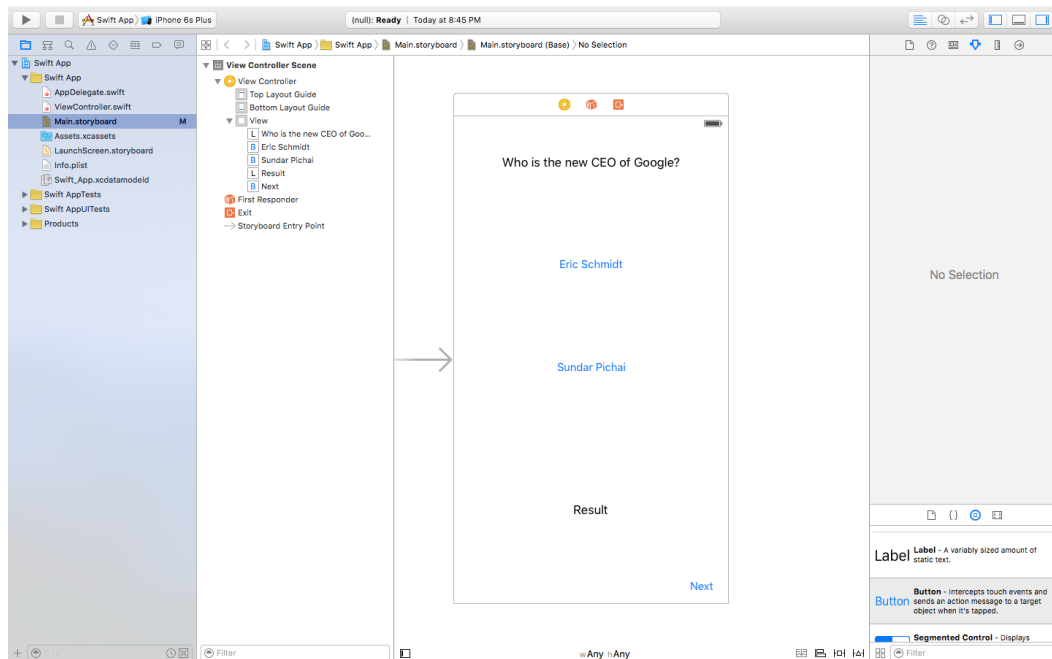 Swift App iPhone 6s Plus
(null): Ready | Today at 8:45 PM
Swift App
Swift App
AppDelegate.swift
ViewController.swift
Main.storyboard M
Assets.xcassets
LaunchScreen.storyboard
Info.plist
Swift_App.xcdatamodeld
Swift AppTests
Swift AppUITests
Products
Filter
Swift App Swift App Main.storyboard Main.storyboard (Base) No Selection
View Controller Scene
View Controller
Top Layout Guide
Bottom Layout Guide
View
L Who is the new CEO of Goo...
B Eric Schmidt
B Sundar Pichai
L Result
B Next
First Responder
Exit
Storyboard Entry Point
Filter
Who is the new CEO of Google?
Eric Schmidt
Sundar Pichai
Result
Next
wAny hAny
No Selection
{}
Label
Label - A variably sized amount of
static text.
Button
Button - Intercepts touch events and
sends an action message to a target
object when it's tapped.
Segmented Control - Displays
Filter